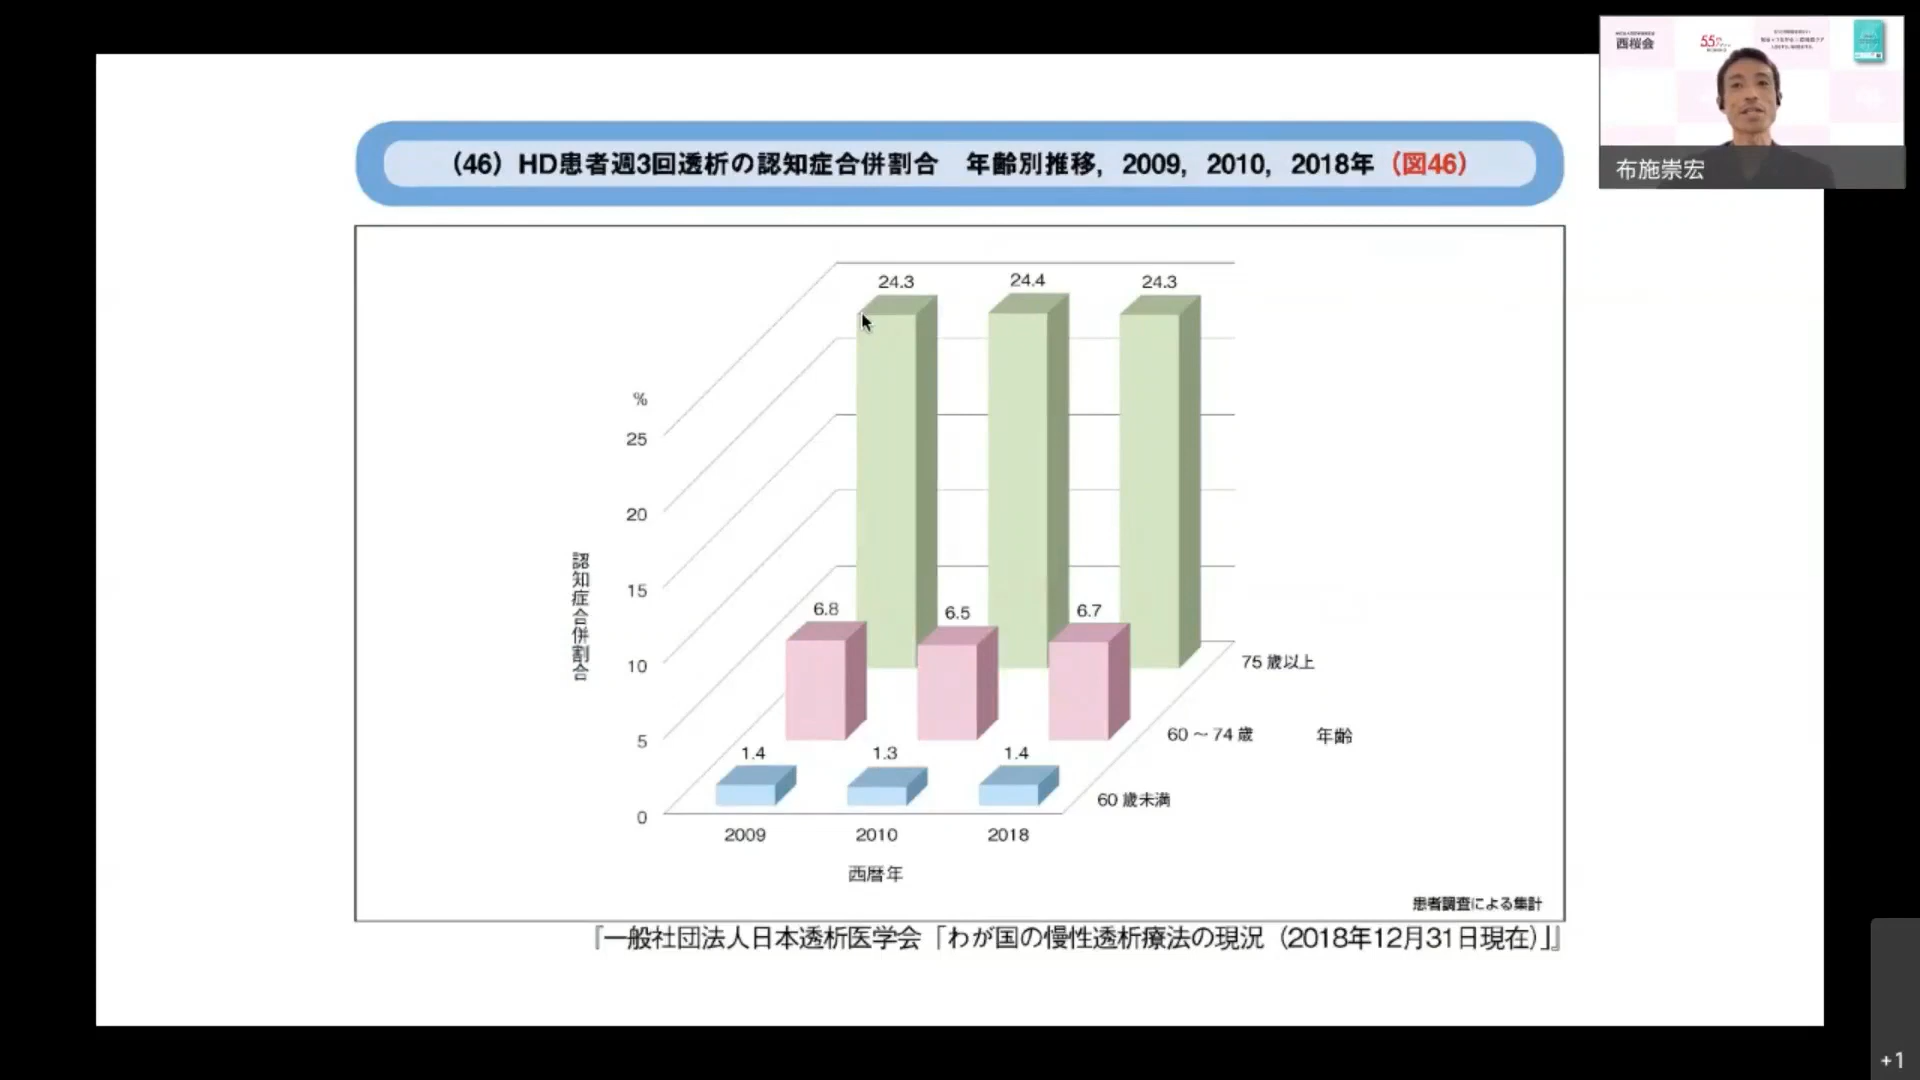 西桜会
55
布施崇宏
（46）HD患者週3回透析の認知症合併割合　年齢別推移，2009，2010，2018年（図46）
24.3
24.4
24.3
%
25
20
15
10
5
0
認知症合併割合
6.8
6.5
6.7
1.4
1.3
1.4
75 歳以上
60 ～ 74 歳
年齢
60 歳未満
2009
2010
2018
西暦年
患者調査による集計
『一般社団法人日本透析医学会「わが国の慢性透析療法の現況（2018年12月31日現在）」』
+1